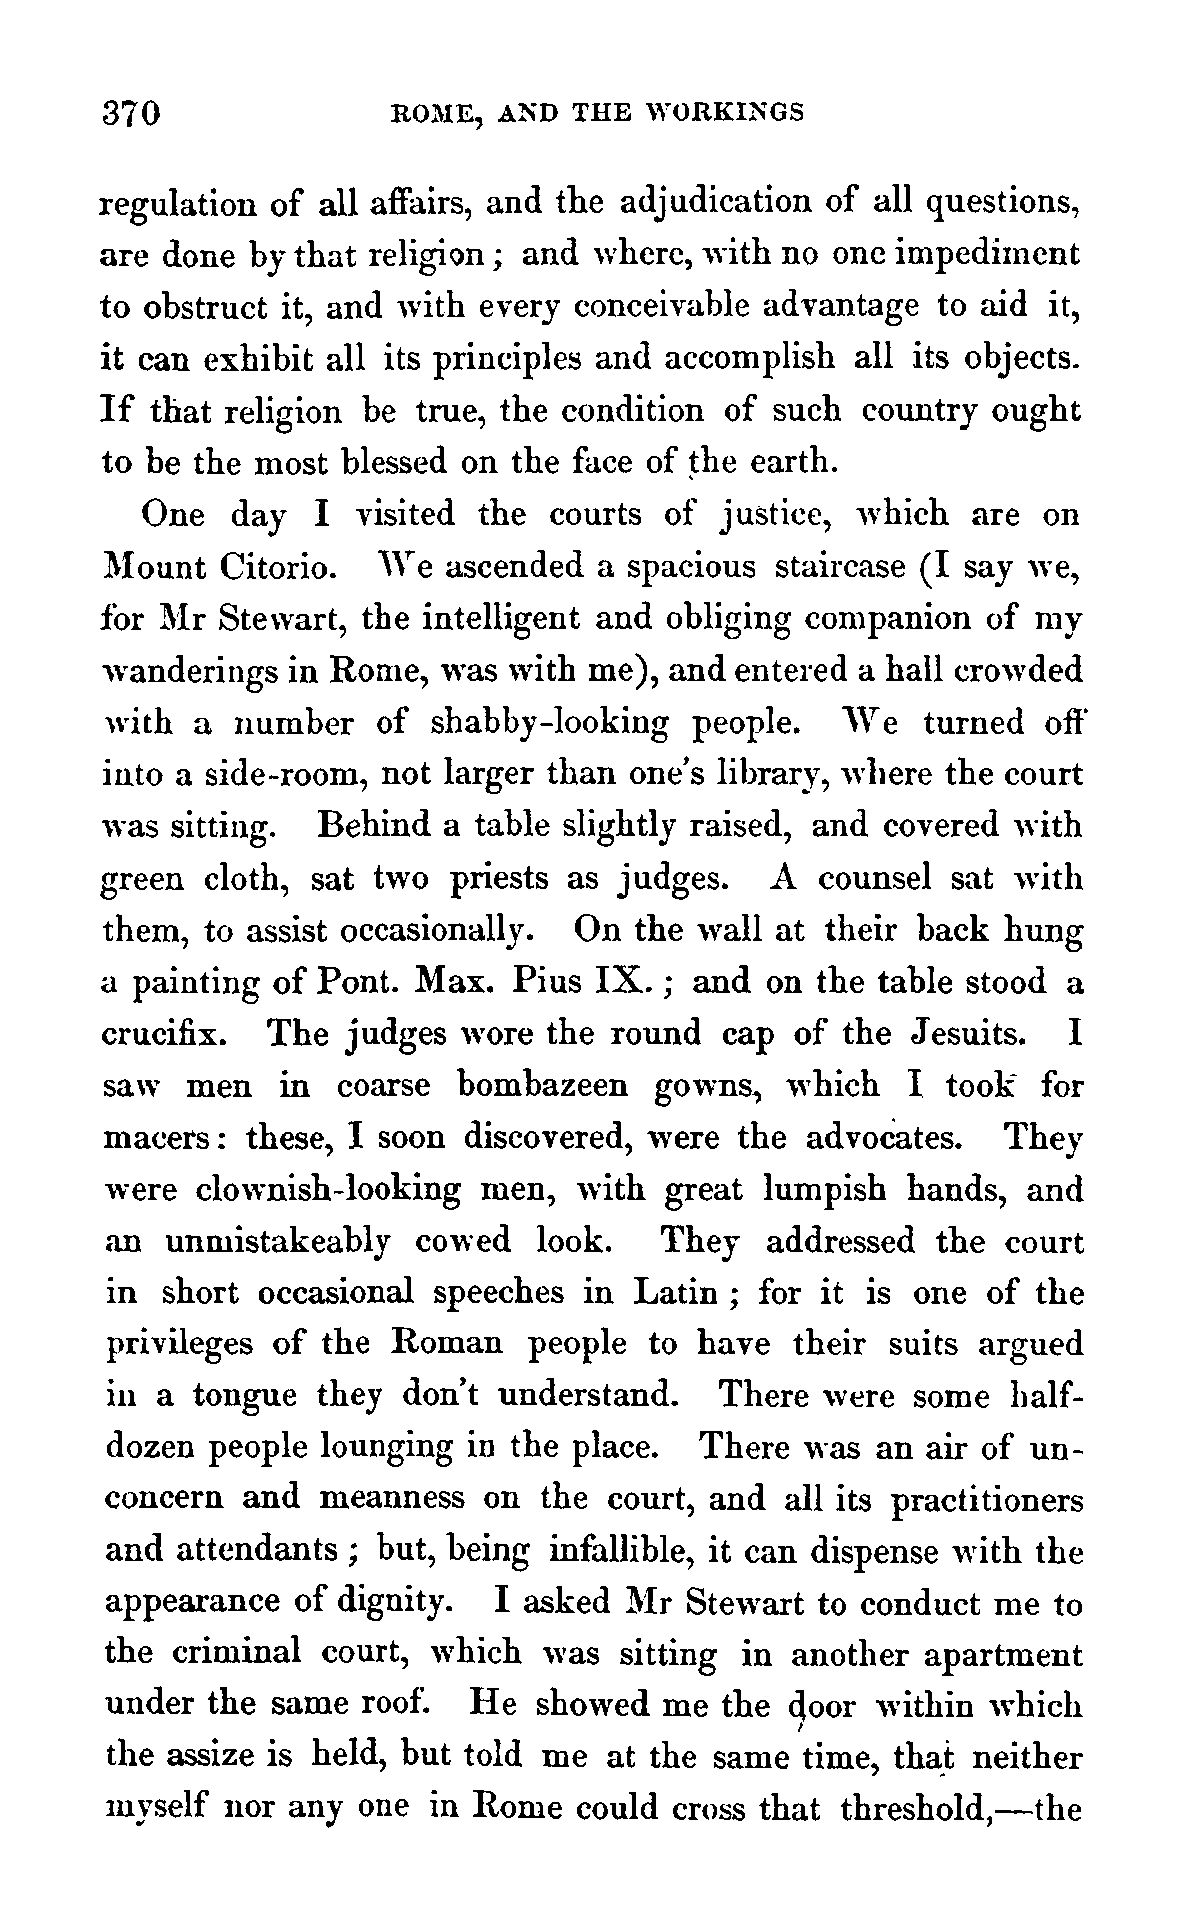 370 ROME, AND THE WORKINGS
regulation of all affairs, and the adjudication of all questions,
are done by that religion ; and where, with no one impediment
to obstruct it, and with every conceivable advantage to aid it,
it can exhibit all its principles and accomplish all its objects.
If that religion be true, the condition of such country ought
to be the most blessed on the face of the earth.
One day I visited the courts of justice, which are on
Mount Citorio. We ascended a spacious staircase (I say we,
for Mr Stewart, the intelligent and obliging companion of my
wanderings in Rome, was with me), and entered a hall crowded
with a number of shabby-looking people. We turned off
into a side-room, not larger than one's library, where the court
was sitting. Behind a table slightly raised, and covered with
green cloth, sat two priests as judges. A counsel sat with
them, to assist occasionally. On the wall at their back hung
a painting of Pont. Max. Pius IX. ; and on the table stood a
crucifix. The judges wore the round cap of the Jesuits. I
saw men in coarse bombazeen gowns, which I took for
macers : these, I soon discovered, were the advocates. They
were clownish-looking men, with great lumpish hands, and
an unmistakeably cowed look. They addressed the court
in short occasional speeches in Latin ; for it is one of the
privileges of the Roman people to have their suits argued
in a tongue they don't understand. There were some half-
dozen people lounging in the place. There was an air of un-
concern and meanness on the court, and all its practitioners
and attendants ; but, being infallible, it can dispense with the
appearance of dignity. I asked Mr Stewart to conduct me to
the criminal court, which was sitting in another apartment
under the same roof. He showed me the door within which
the assize is held, but told me at the same time, that neither
myself nor any one in Rome could cross that threshold,—the